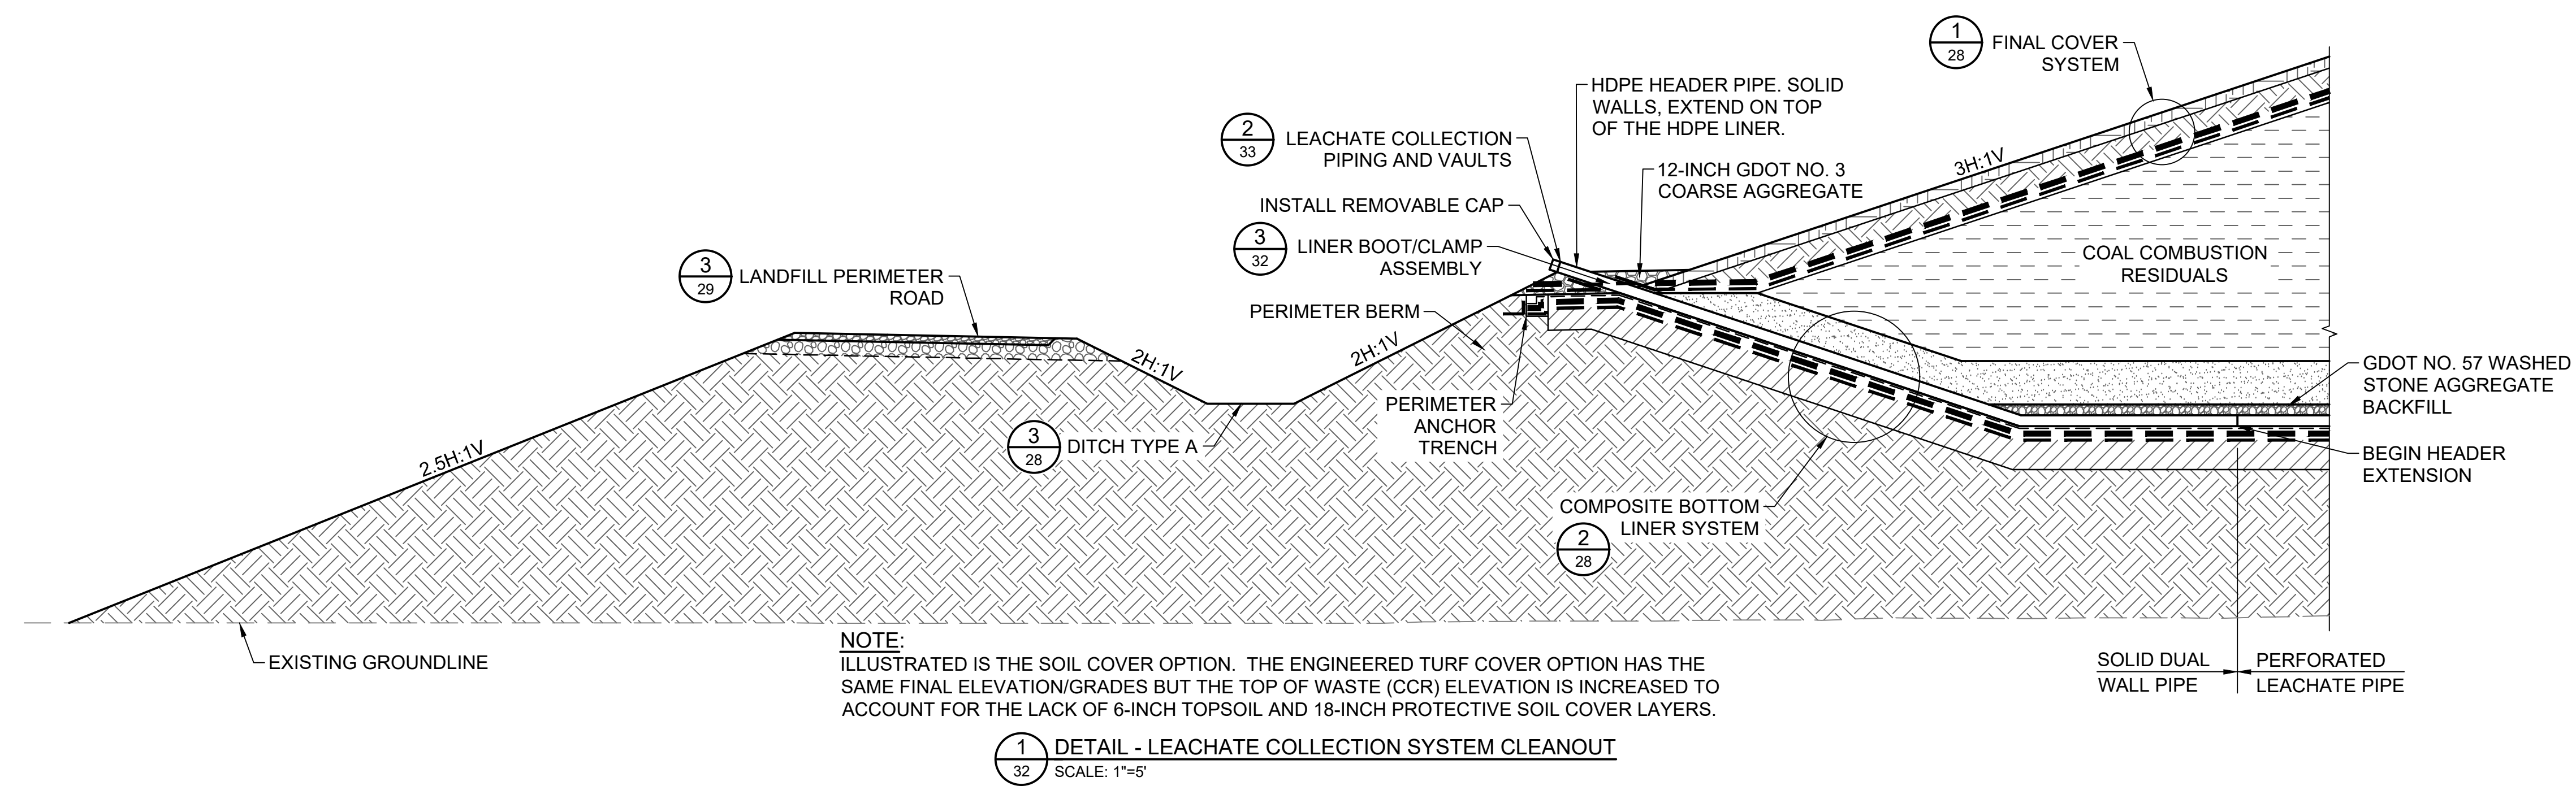 1
28
FINAL COVER
SYSTEM
HDPE HEADER PIPE. SOLID
WALLS, EXTEND ON TOP
OF THE HDPE LINER.
2
33
LEACHATE COLLECTION
PIPING AND VAULTS
12-INCH GDOT NO. 3
COARSE AGGREGATE
3H:1V
INSTALL REMOVABLE CAP
3
32
LINER BOOT/CLAMP
ASSEMBLY
COAL COMBUSTION
RESIDUALS
3
29
LANDFILL PERIMETER
ROAD
PERIMETER BERM
2H:1V
2H:1V
GDOT NO. 57 WASHED
STONE AGGREGATE
BACKFILL
PERIMETER
ANCHOR
TRENCH
3
28
DITCH TYPE A
2.5H:1V
BEGIN HEADER
EXTENSION
COMPOSITE BOTTOM
LINER SYSTEM
2
28
EXISTING GROUNDLINE
NOTE:
ILLUSTRATED IS THE SOIL COVER OPTION. THE ENGINEERED TURF COVER OPTION HAS THE
SAME FINAL ELEVATION/GRADES BUT THE TOP OF WASTE (CCR) ELEVATION IS INCREASED TO
ACCOUNT FOR THE LACK OF 6-INCH TOPSOIL AND 18-INCH PROTECTIVE SOIL COVER LAYERS.
SOLID DUAL
WALL PIPE
PERFORATED
LEACHATE PIPE
1
32
DETAIL - LEACHATE COLLECTION SYSTEM CLEANOUT
SCALE: 1"=5'